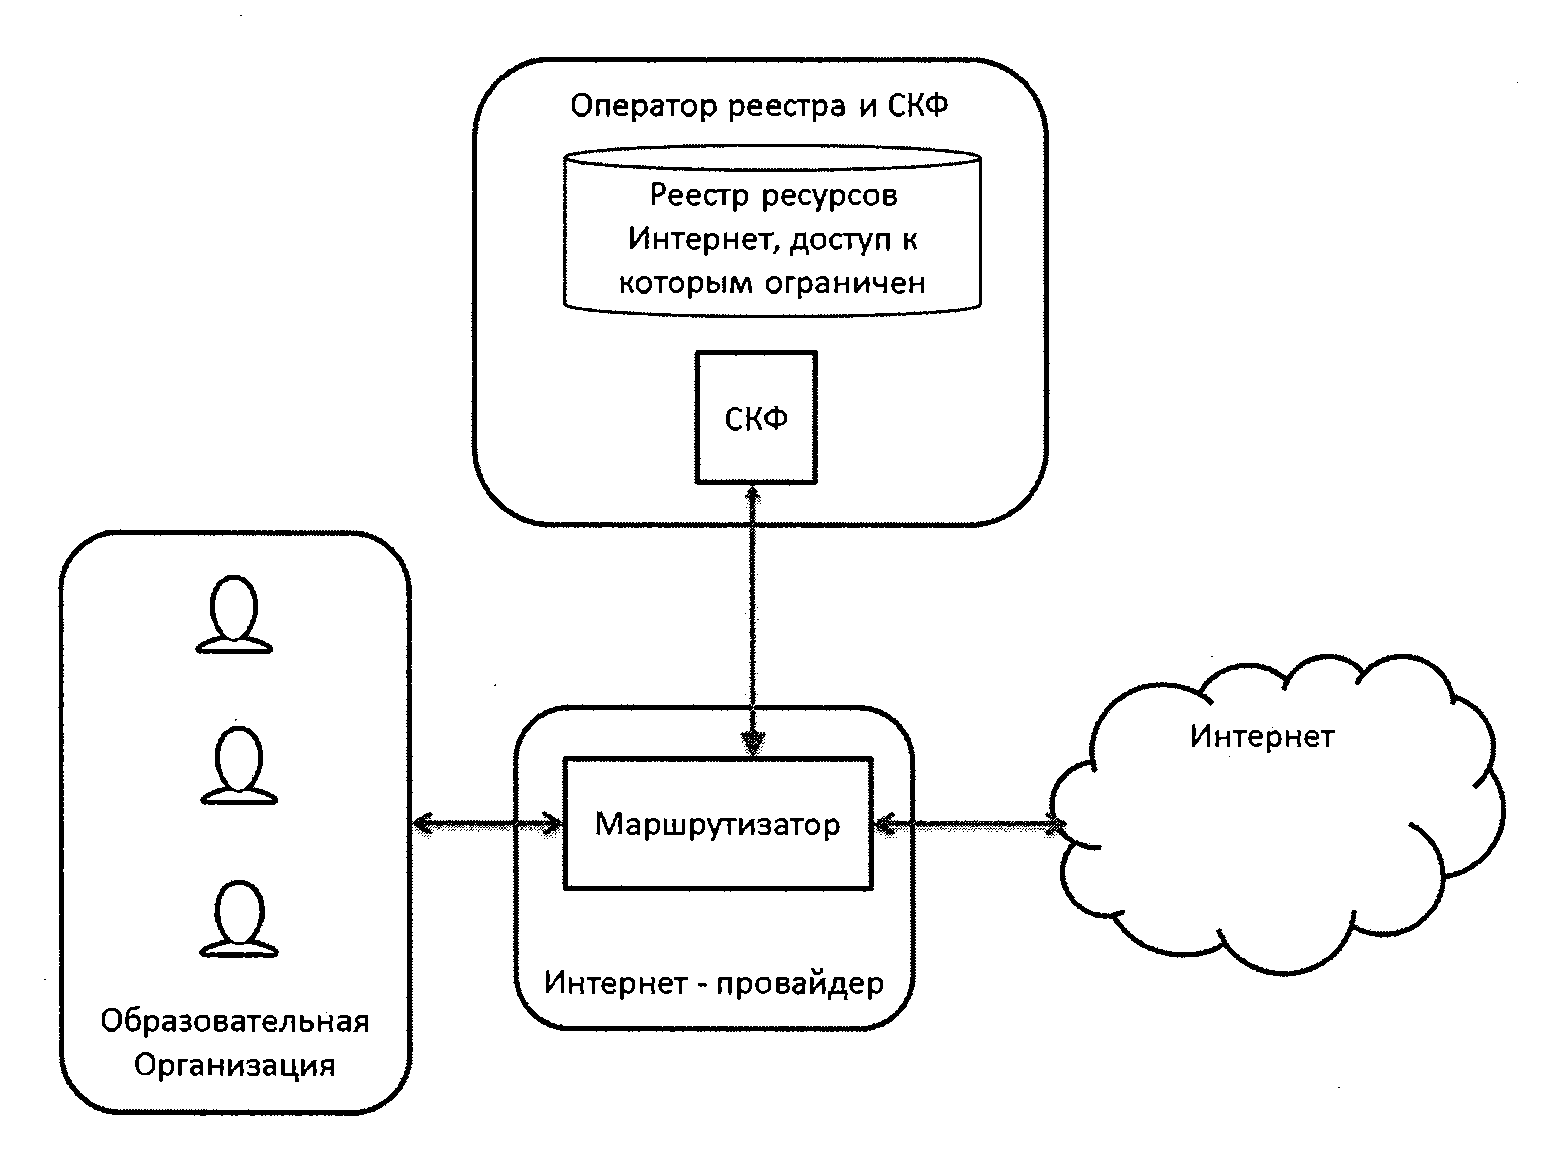 Оператор реестра и СКФ
Реестр ресурсов
Интернет, доступ к
которым ограничен
СКФ
Интернет
Маршрутизатор
Интернет - провайдер
Образовательная
Организация